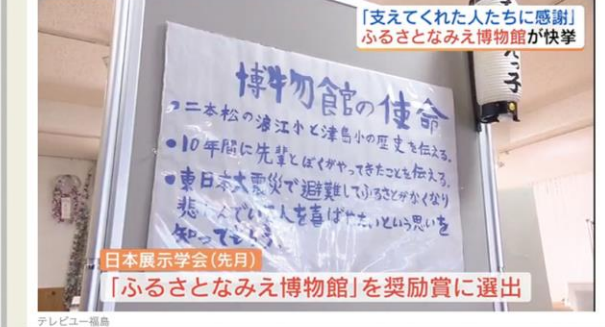 「支えてくれた人たちに感謝」
ふるさとなみえ博物館が快挙
っ子
博物館の使命
・二本松の浪江小と津島小の歴史を伝える。
・10年間に先輩とぼくがやってきたことを伝える。
・東日本大震災で避難してふるさとがなくなり
悲しんでいる人を喜ばせたいという思いを
知ってもらう。
日本展示学会(先月)
「ふるさとなみえ博物館」を奨励賞に選出
テレビユー福島